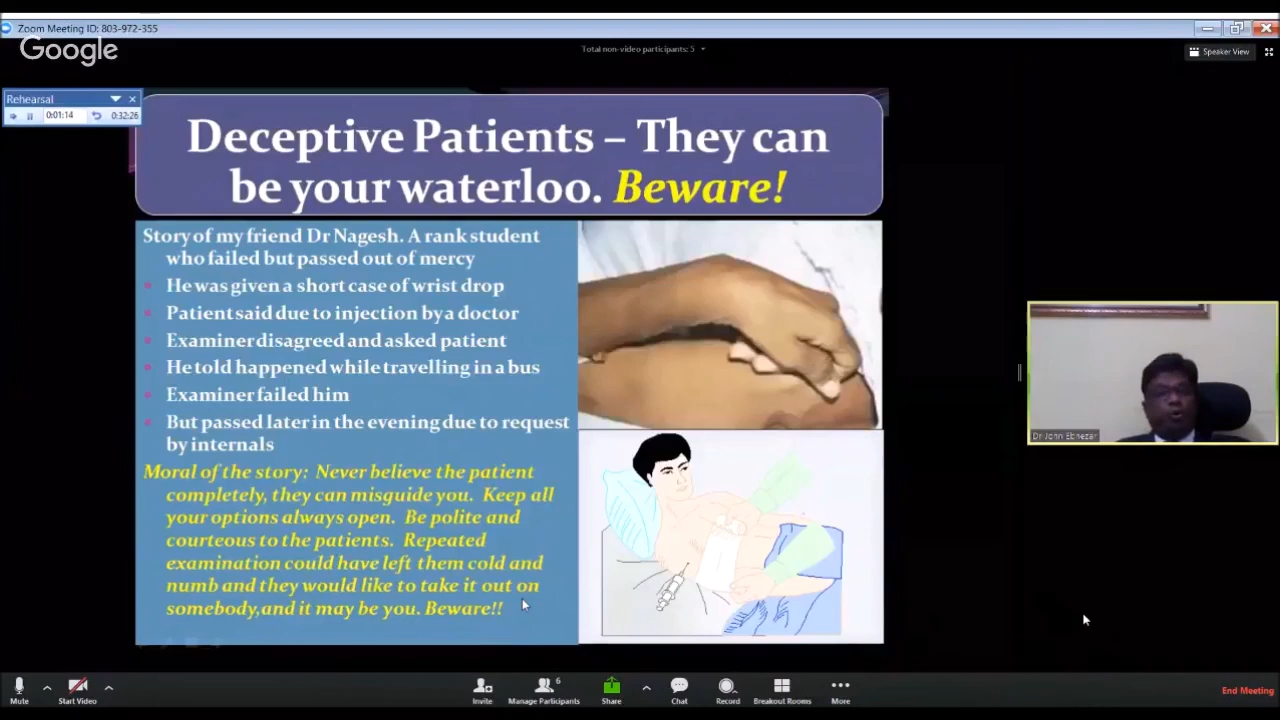 Zoom Meeting ID: 803-972-355
Google
Total non-video participants: 5
Speaker View
Rehearsal
0:01:14
0:32:26
Deceptive Patients – They can
be your waterloo. Beware!
Story of my friend Dr Nagesh. A rank student
who failed but passed out of mercy
He was given a short case of wrist drop
Patient said due to injection by a doctor
Examiner disagreed and asked patient
He told happened while travelling in a bus
Examiner failed him
But passed later in the evening due to request
by internals
Moral of the story: Never believe the patient
completely, they can misguide you. Keep all
your options always open. Be polite and
courteous to the patients. Repeated
examination could have left them cold and
numb and they would like to take it out on
somebody,and it may be you. Beware!!
Dr John Ebnezar
Mute
Start Video
Invite
6
Manage Participants
Share
Chat
Record
Breakout Rooms
More
End Meeting